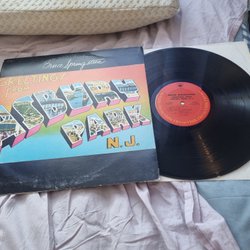 Bruce Springsteen
GREETINGS
from
ASBURY
PARK
N.J.